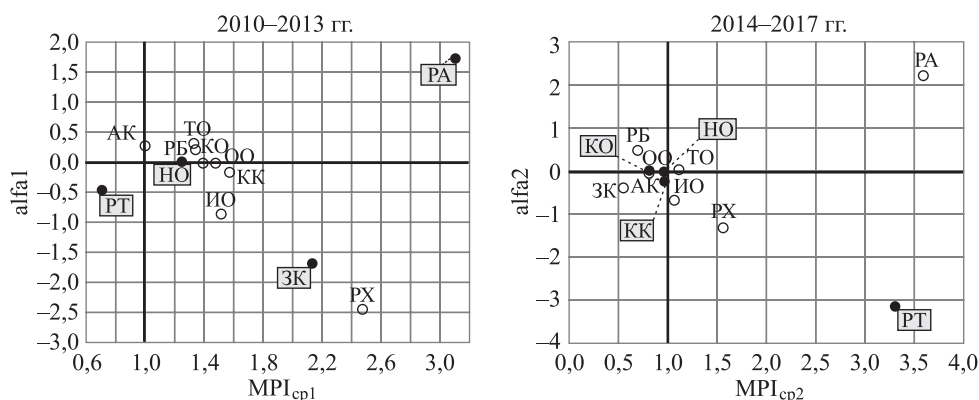 2010–2013 гг.
2,0
1,5
1,0
0,5
0,0
–0,5
–1,0
–1,5
–2,0
–2,5
–3,0
alfa1
РА
АК
ТО
РБ
КО
ОО
НО
КК
РТ
ИО
ЗК
РХ
0,6 1,0 1,4 1,8 2,2 2,6 3,0
MPIср1
2014–2017 гг.
3
2
1
0
–1
–2
–3
–4
alfa2
РА
НО
КО
РБ
ОО
ТО
ЗК
АК
ИО
КК
РХ
РТ
0,0 0,5 1,0 1,5 2,0 2,5 3,0 3,5 4,0
MPIср2